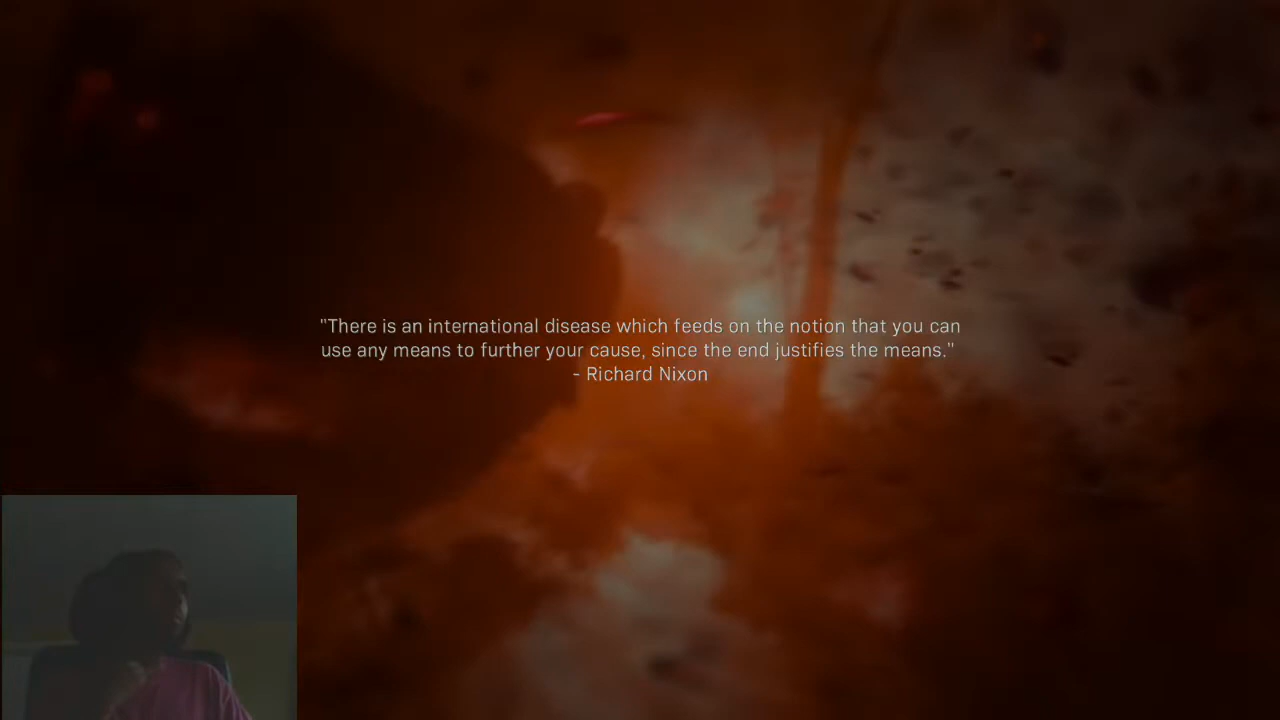 "There is an international disease which feeds on the notion that you can
use any means to further your cause, since the end justifies the means."
- Richard Nixon